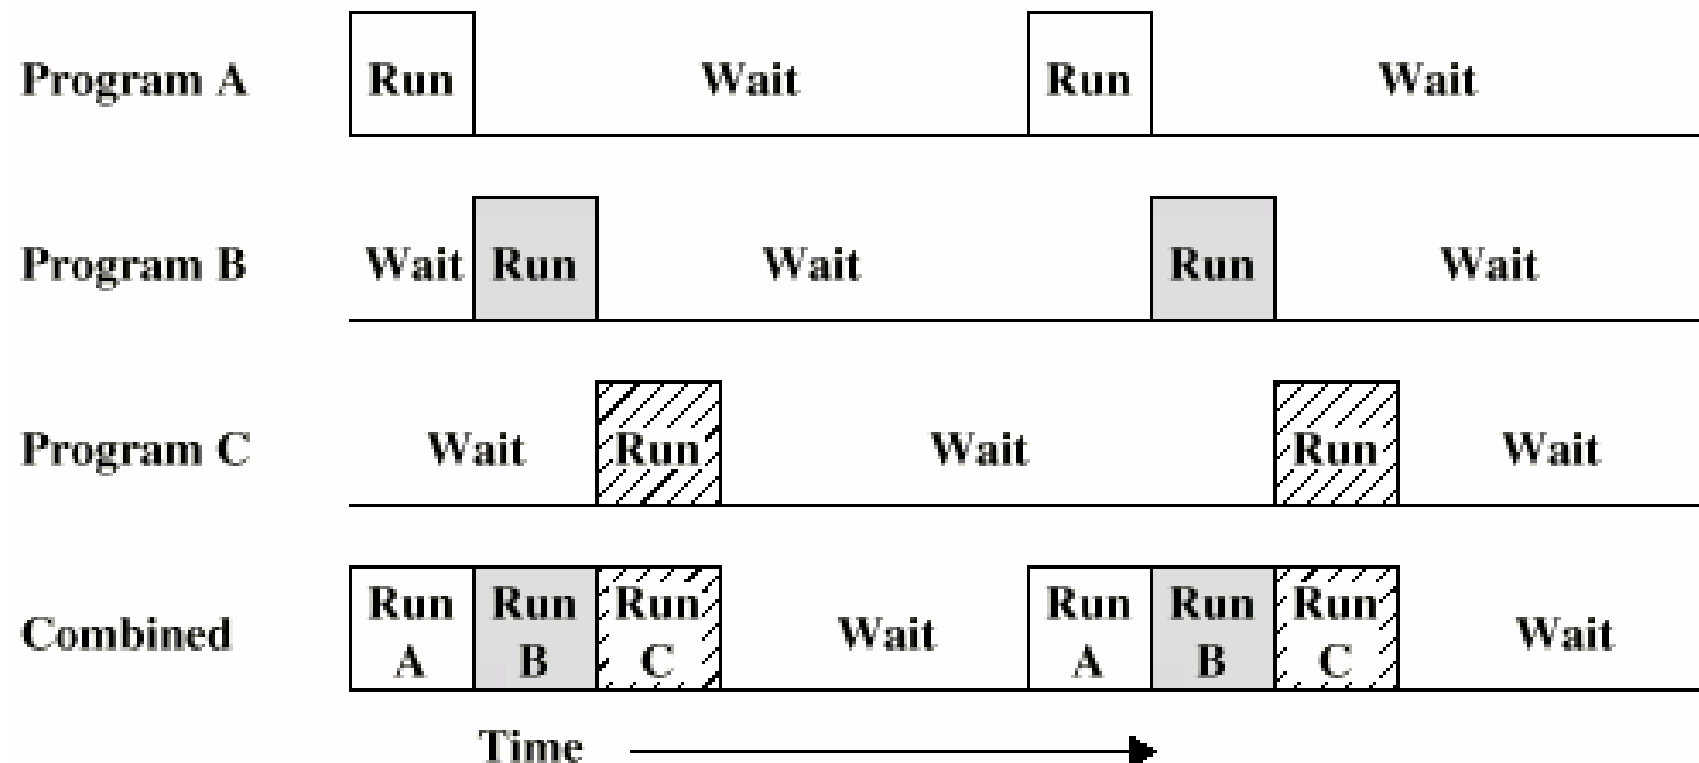 Program A Run Wait Run Wait
Program B Wait Run Wait Run Wait
Program C Wait Run Wait Run Wait
Combined Run A Run B Run C Wait Run A Run B Run C Wait
Time